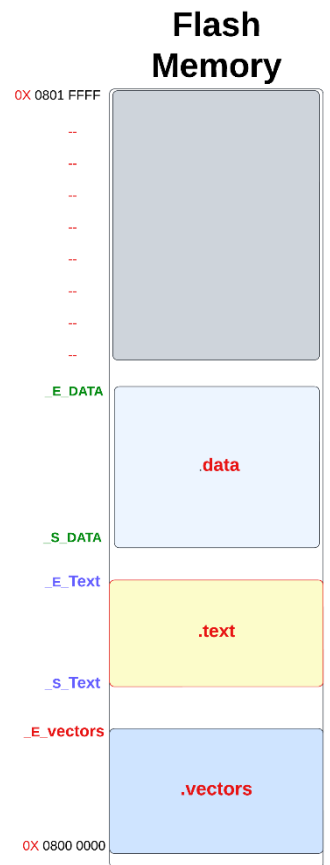 Flash
Memory
0X 0801 FFFF
--
--
--
--
--
--
--
--
_E_DATA
.data
_S_DATA
_E_Text
.text
_S_Text
_E_vectors
.vectors
0X 0800 0000